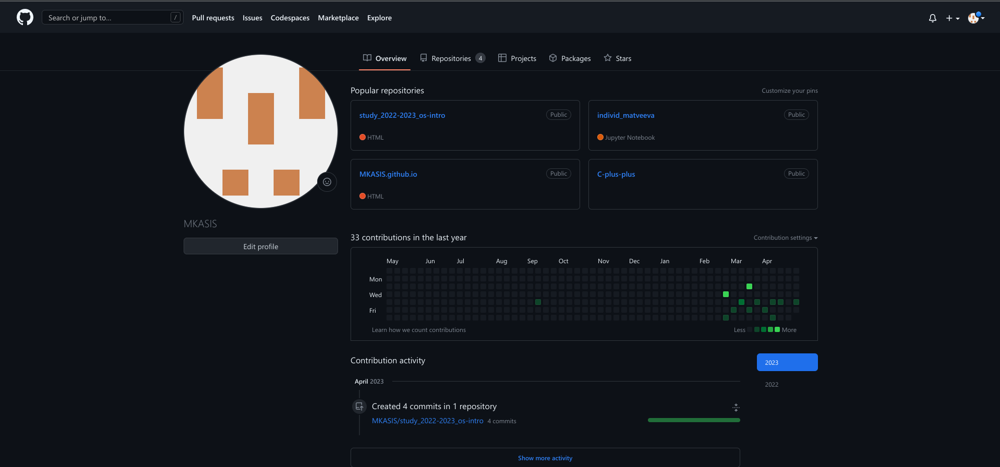 Search or jump to... / Pull requests Issues Codespaces Marketplace Explore
Overview Repositories 4 Projects Packages Stars
Popular repositories Customize your pins
study_2022-2023_os-intro Public
HTML
individ_matveeva Public
Jupyter Notebook
MKASIS.github.io Public
HTML
C-plus-plus Public
MKASIS
Edit profile
33 contributions in the last year Contribution settings
May Jun Jul Aug Sep Oct Nov Dec Jan Feb Mar Apr
Mon
Wed
Fri
Learn how we count contributions Less More
Contribution activity
2023
2022
April 2023
Created 4 commits in 1 repository
MKASIS/study_2022-2023_os-intro 4 commits
Show more activity